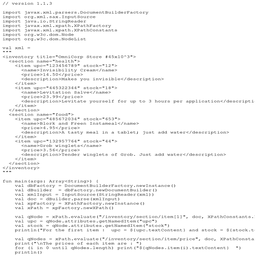 // version 1.1.3
import javax.xml.parsers.DocumentBuilderFactory
import org.xml.sax.InputSource
import java.io.StringReader
import javax.xml.xpath.XPathFactory
import javax.xml.xpath.XPathConstants
import org.w3c.dom.Node
import org.w3c.dom.NodeList
val xml =
"""
<inventory title="OmniCorp Store #45x10^3">
<section name="health">
<item upc="123456789" stock="12">
<name>Invisibility Cream</name>
<price>14.50</price>
<description>Makes you invisible</description>
</item>
<item upc="445322344" stock="18">
<name>Levitation Salve</name>
<price>23.99</price>
<description>Levitate yourself for up to 3 hours per application</descripti
</item>
</section>
<section name="food">
<item upc="485672034" stock="653">
<name>Blork and Freen Instameal</name>
<price>4.95</price>
<description>A tasty meal in a tablet; just add water</description>
</item>
<item upc="132957764" stock="44">
<name>Grob winglets</name>
<price>3.56</price>
<description>Tender winglets of Grob. Just add water</description>
</item>
</section>
</inventory>
"""
fun main(args: Array<String>) {
val dbFactory = DocumentBuilderFactory.newInstance()
val dBuilder = dbFactory.newDocumentBuilder()
val xmlInput = InputSource(StringReader(xml))
val doc = dBuilder.parse(xmlInput)
val xpFactory = XPathFactory.newInstance()
val xPath = xpFactory.newXPath()
val qNode = xPath.evaluate("/inventory/section/item[1]", doc, XPathConstants.
val upc = qNode.attributes.getNamedItem("upc")
val stock = qNode.attributes.getNamedItem("stock")
println("For the first item : upc = ${upc.textContent} and stock = ${stock.t
val qNodes = xPath.evaluate("/inventory/section/item/price", doc, XPathConsta
print("\nThe prices of each item are : ")
for (i in 0 until qNodes.length) print("${qNodes.item(i).textContent} ")
println()